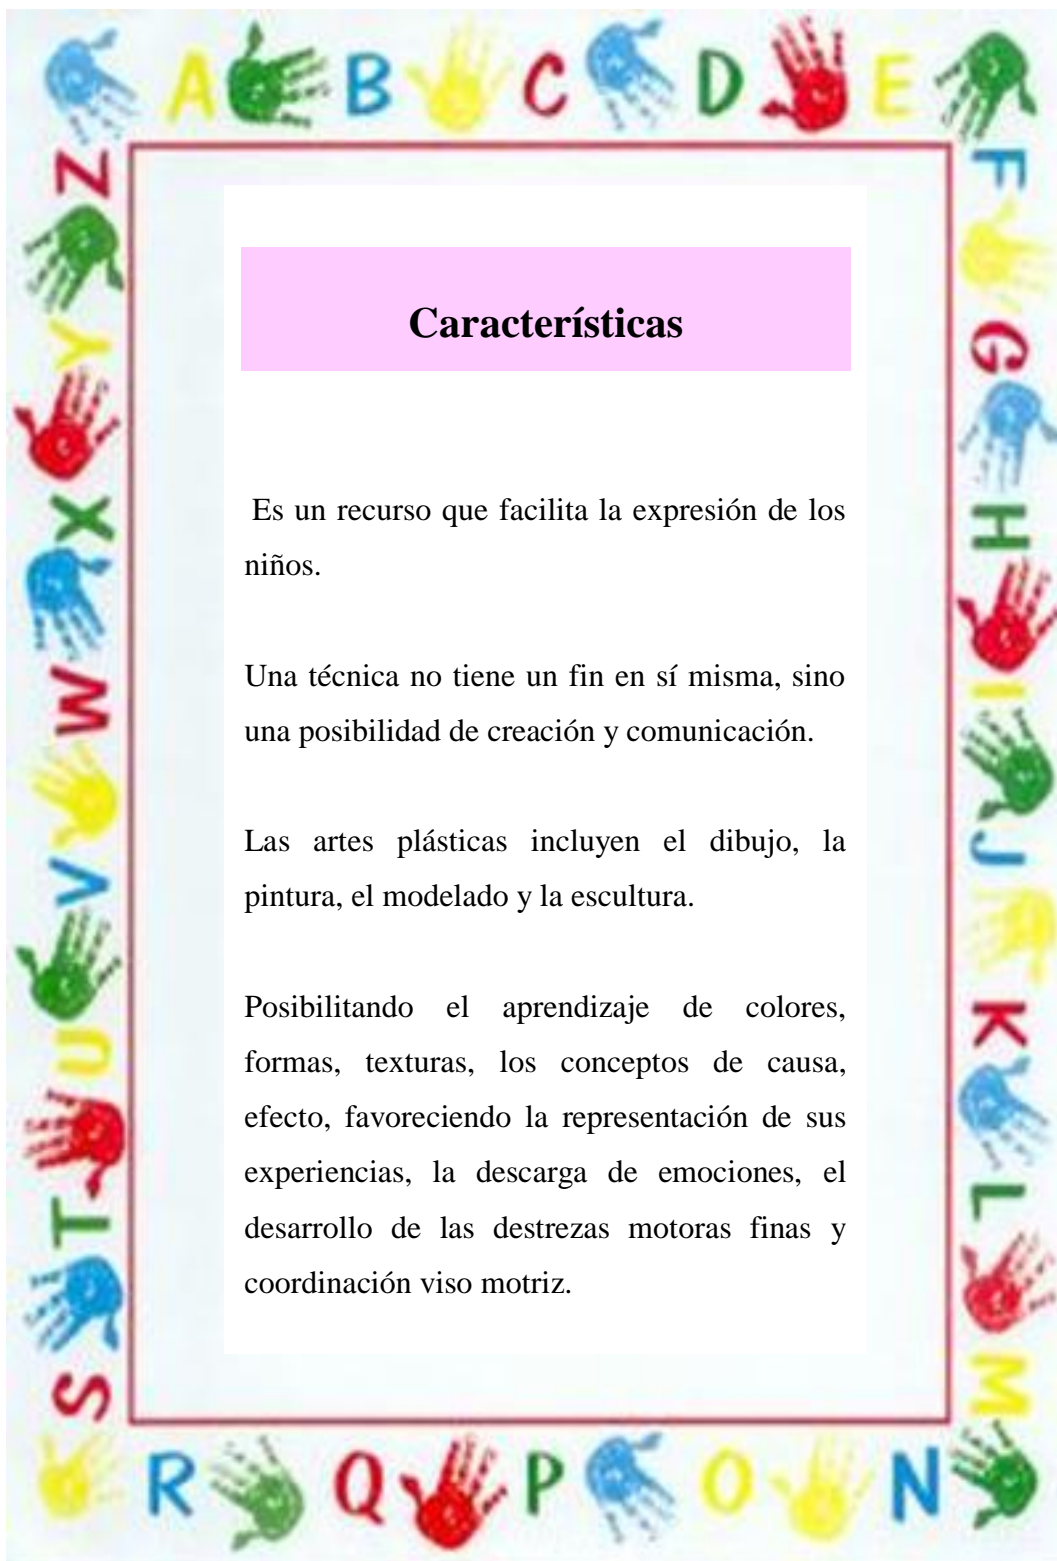 A B C D E
F
G
H
I
J
K
L
M
N
O
P
Q
R
S
T
U
V
W
X
Y
Z
Características
Es un recurso que facilita la expresión de los
niños.
Una técnica no tiene un fin en sí misma, sino
una posibilidad de creación y comunicación.
Las artes plásticas incluyen el dibujo, la
pintura, el modelado y la escultura.
Posibilitando el aprendizaje de colores,
formas, texturas, los conceptos de causa,
efecto, favoreciendo la representación de sus
experiencias, la descarga de emociones, el
desarrollo de las destrezas motoras finas y
coordinación viso motriz.